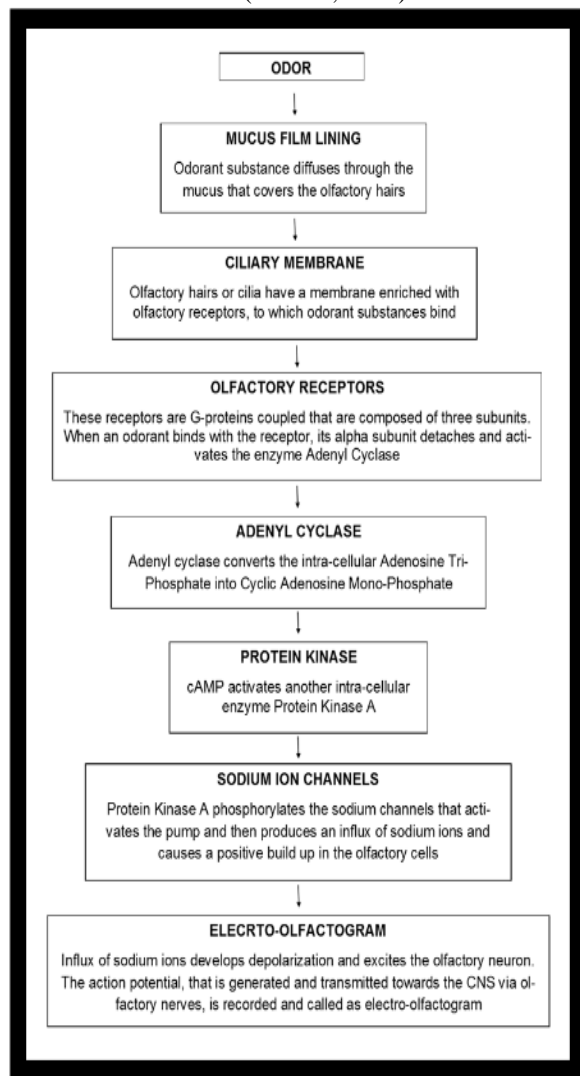 ODOR
MUCUS FILM LINING
Odorant substance diffuses through the
mucus that covers the olfactory hairs
CILIARY MEMBRANE
Olfactory hairs or cilia have a membrane enriched with
olfactory receptors, to which odorant substances bind
OLFACTORY RECEPTORS
These receptors are G-proteins coupled that are composed of three subunits.
When an odorant binds with the receptor, its alpha subunit detaches and acti-
vates the enzyme Adenyl Cyclase
ADENYL CYCLASE
Adenyl cyclase converts the intra-cellular Adenosine Tri-
Phosphate into Cyclic Adenosine Mono-Phosphate
PROTEIN KINASE
cAMP activates another intra-cellular
enzyme Protein Kinase A
SODIUM ION CHANNELS
Protein Kinase A phosphorylates the sodium channels that acti-
vates the pump and then produces an influx of sodium ions and
causes a positive build up in the olfactory cells
ELECRTO-OLFACTOGRAM
Influx of sodium ions develops depolarization and excites the olfactory neuron.
The action potential, that is generated and transmitted towards the CNS via ol-
factory nerves, is recorded and called as electro-olfactogram